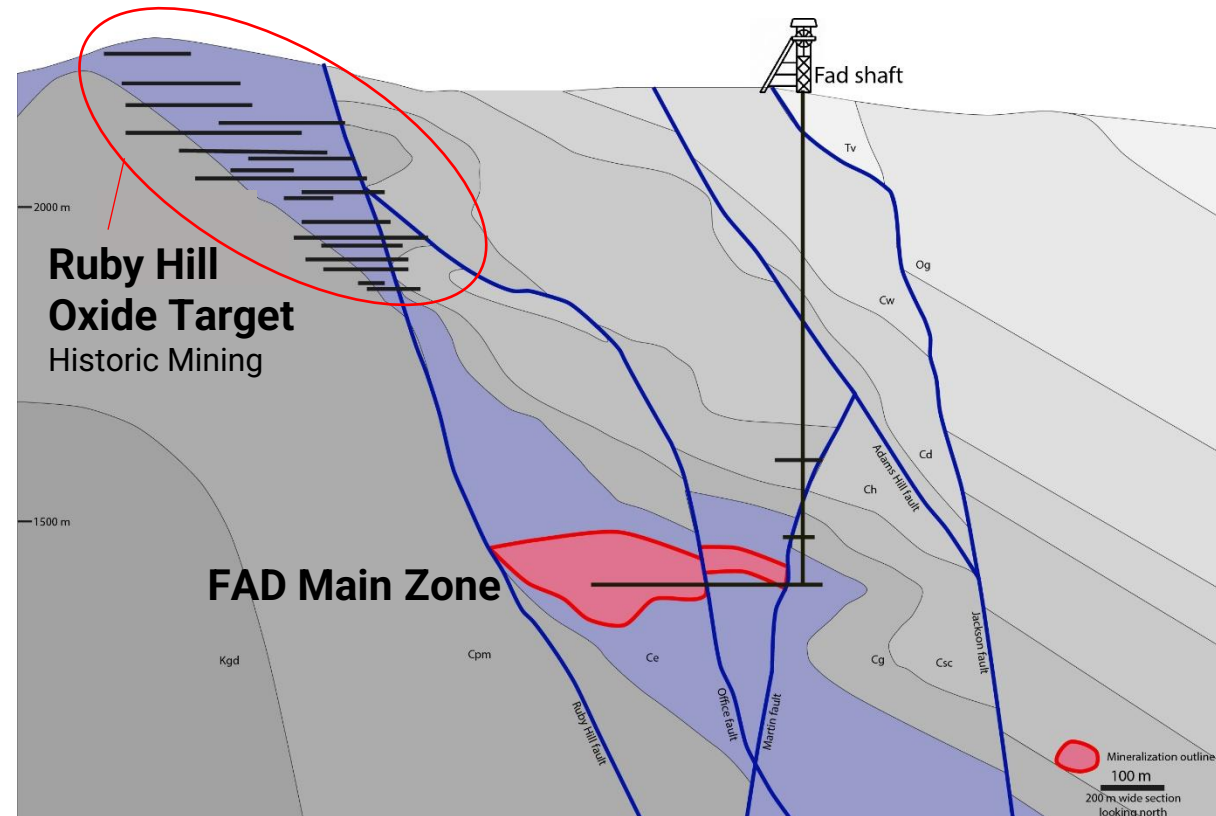 Fad shaft
Tv
2000 m
Ruby Hill
Oxide Target
Historic Mining
Og
Cw
Cd
Adams Hill fault
Ch
1500 m
FAD Main Zone
Kgd
Cpm
Ce
Cg
Csc
Jackson fault
Ruby Hill fault
Office fault
Martin fault
Mineralization outline
100 m
200 m wide section
looking north